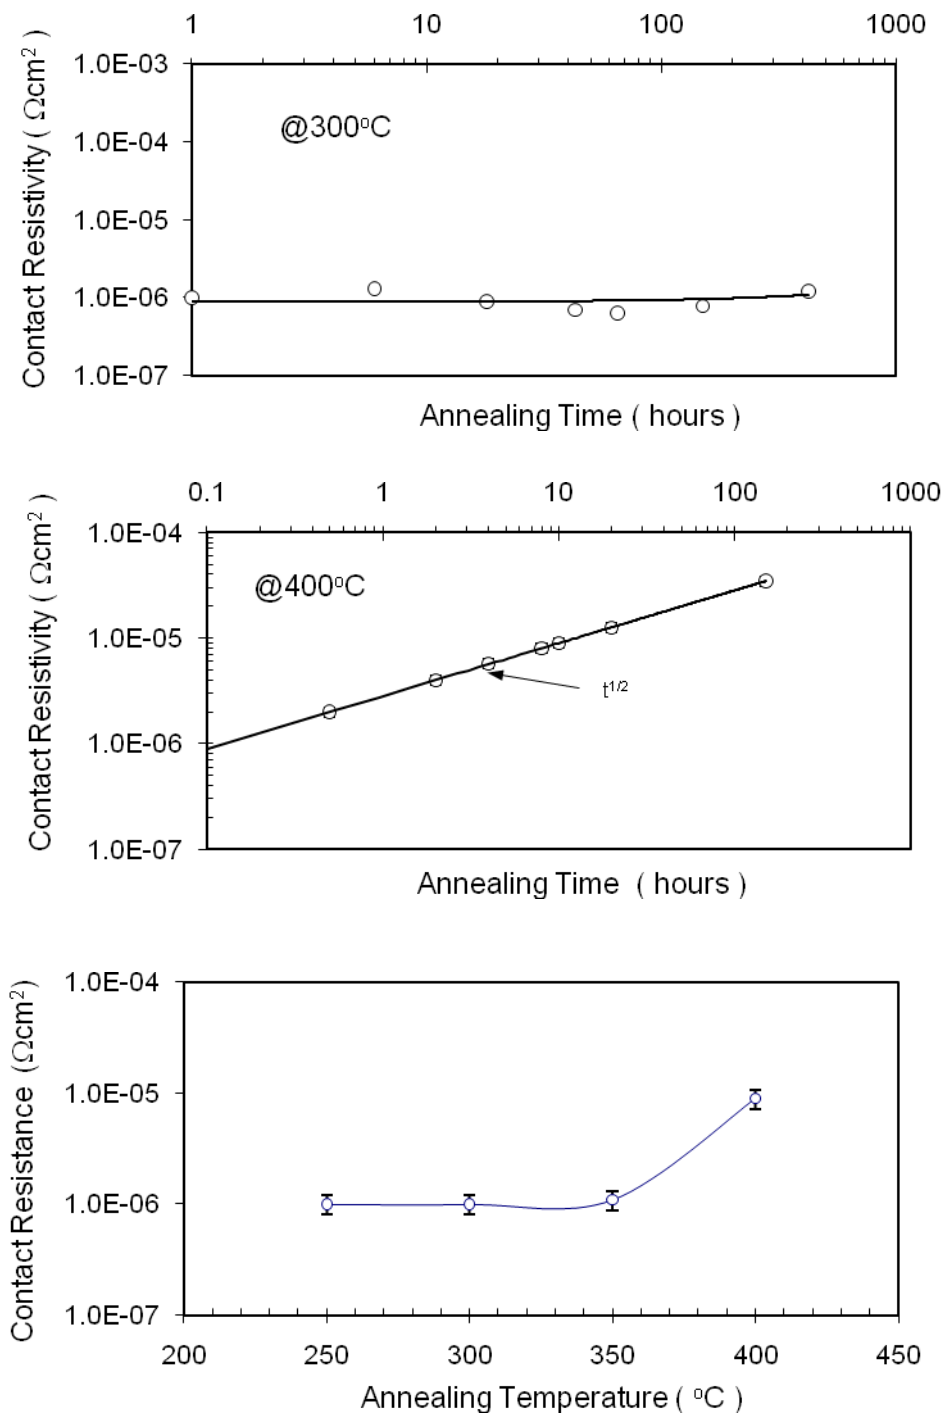 1 10 100 1000
1.0E-03
@300°C
1.0E-04
1.0E-05
1.0E-06
1.0E-07
Contact Resistivity ( Ωcm² )
Annealing Time ( hours )
0.1 1 10 100 1000
1.0E-04
@400°C
1.0E-05
t^1/2
1.0E-06
1.0E-07
Contact Resistivity ( Ωcm² )
Annealing Time ( hours )
1.0E-04
1.0E-05
1.0E-06
1.0E-07
Contact Resistance (Ωcm²)
200 250 300 350 400 450
Annealing Temperature ( °C )